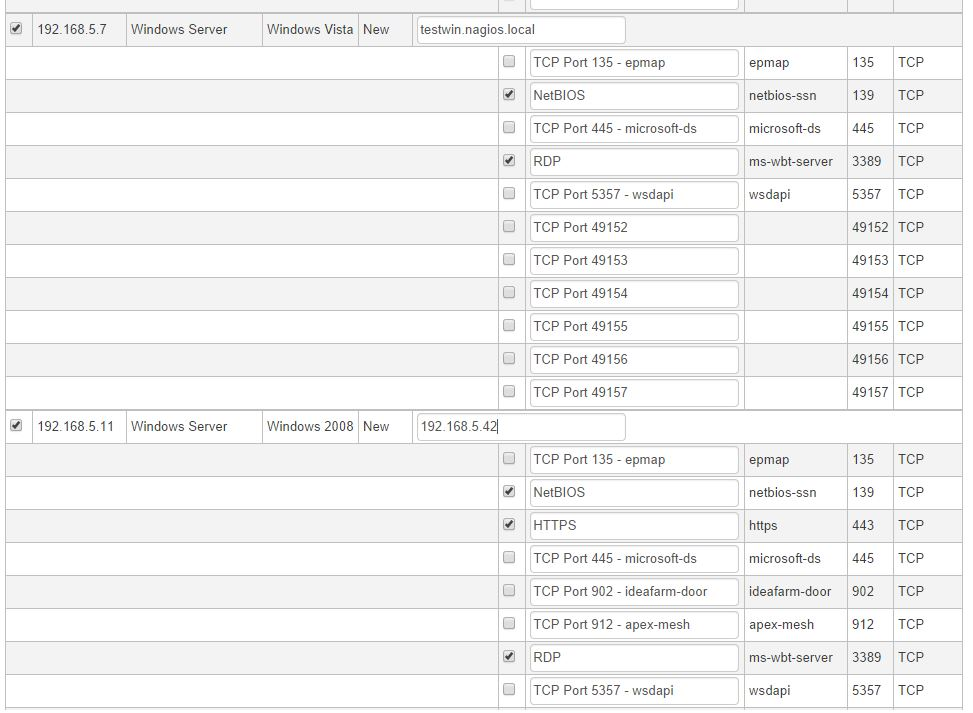 192.168.5.7 Windows Server Windows Vista New testwin.nagios.local
TCP Port 135 - epmap epmap 135 TCP
NetBIOS netbios-ssn 139 TCP
TCP Port 445 - microsoft-ds microsoft-ds 445 TCP
RDP ms-wbt-server 3389 TCP
TCP Port 5357 - wsdapi wsdapi 5357 TCP
TCP Port 49152 49152 TCP
TCP Port 49153 49153 TCP
TCP Port 49154 49154 TCP
TCP Port 49155 49155 TCP
TCP Port 49156 49156 TCP
TCP Port 49157 49157 TCP
192.168.5.11 Windows Server Windows 2008 New 192.168.5.42
TCP Port 135 - epmap epmap 135 TCP
NetBIOS netbios-ssn 139 TCP
HTTPS https 443 TCP
TCP Port 445 - microsoft-ds microsoft-ds 445 TCP
TCP Port 902 - ideafarm-door ideafarm-door 902 TCP
TCP Port 912 - apex-mesh apex-mesh 912 TCP
RDP ms-wbt-server 3389 TCP
TCP Port 5357 - wsdapi wsdapi 5357 TCP